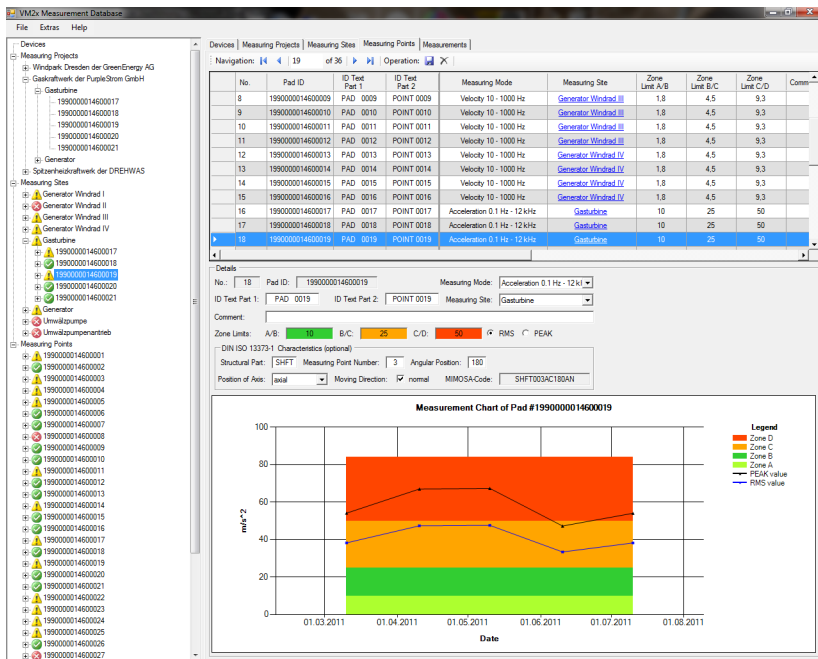 VM2x Measurement Database
File Extras Help
Devices
Measuring Projects
Windpark Dresden der GreenEnergy AG
Gaskraftwerk der PurpleStrom GmbH
Gasturbine
1990000014600017
1990000014600018
1990000014600019
1990000014600020
1990000014600021
Generator
Spitzenheizkraftwerk der DREHWAS
Measuring Sites
Generator Windrad I
Generator Windrad II
Generator Windrad III
Generator Windrad IV
Gasturbine
1990000014600017
1990000014600018
1990000014600019
1990000014600020
1990000014600021
Generator
Umwälzpumpe
Umwälzpumpenantrieb
Measuring Points
1990000014600001
1990000014600002
1990000014600003
1990000014600004
1990000014600005
1990000014600006
1990000014600007
1990000014600008
1990000014600009
1990000014600010
1990000014600011
1990000014600012
1990000014600013
1990000014600014
1990000014600015
1990000014600016
1990000014600017
1990000014600018
1990000014600019
1990000014600020
1990000014600021
1990000014600022
1990000014600023
1990000014600024
1990000014600025
1990000014600026
1990000014600027
Devices Measuring Projects Measuring Sites Measuring Points Measurements
Navigation: 19 of 36 Operation:
No. Pad ID ID Text Part 1 ID Text Part 2 Measuring Mode Measuring Site Zone Limit A/B Zone Limit B/C Zone Limit C/D Comm
8 1990000014600009 PAD 0009 POINT 0009 Velocity 10 - 1000 Hz Generator Windrad III 1,8 4,5 9,3
9 1990000014600010 PAD 0010 POINT 0010 Velocity 10 - 1000 Hz Generator Windrad III 1,8 4,5 9,3
10 1990000014600011 PAD 0011 POINT 0011 Velocity 10 - 1000 Hz Generator Windrad III 1,8 4,5 9,3
11 1990000014600012 PAD 0012 POINT 0012 Velocity 10 - 1000 Hz Generator Windrad III 1,8 4,5 9,3
12 1990000014600013 PAD 0013 POINT 0013 Velocity 10 - 1000 Hz Generator Windrad IV 1,8 4,5 9,3
13 1990000014600014 PAD 0014 POINT 0014 Velocity 10 - 1000 Hz Generator Windrad IV 1,8 4,5 9,3
14 1990000014600015 PAD 0015 POINT 0015 Velocity 10 - 1000 Hz Generator Windrad IV 1,8 4,5 9,3
15 1990000014600016 PAD 0016 POINT 0016 Velocity 10 - 1000 Hz Generator Windrad IV 1,8 4,5 9,3
16 1990000014600017 PAD 0017 POINT 0017 Acceleration 0.1 Hz - 12 kHz Gasturbine 10 25 50
17 1990000014600018 PAD 0018 POINT 0018 Acceleration 0.1 Hz - 12 kHz Gasturbine 10 25 50
18 1990000014600019 PAD 0019 POINT 0019 Acceleration 0.1 Hz - 12 kHz Gasturbine 10 25 50
Details
No.: 18 Pad ID: 1990000014600019 Measuring Mode: Acceleration 0.1 Hz - 12 kH
ID Text Part 1: PAD 0019 ID Text Part 2: POINT 0019 Measuring Site: Gasturbine
Comment:
Zone Limits: A/B: 10 B/C: 25 C/D: 50 RMS PEAK
DIN ISO 13373-1 Characteristics (optional)
Structural Part: SHFT Measuring Point Number: 3 Angular Position: 180
Position of Axis: axial Moving Direction: normal MIMOSA-Code: SHFT003AC180AN
Measurement Chart of Pad #1990000014600019
Legend
Zone D
Zone C
Zone B
Zone A
PEAK value
RMS value
100
80
60
40
20
0
m/s^2
01.03.2011 01.04.2011 01.05.2011 01.06.2011 01.07.2011 01.08.2011
Date